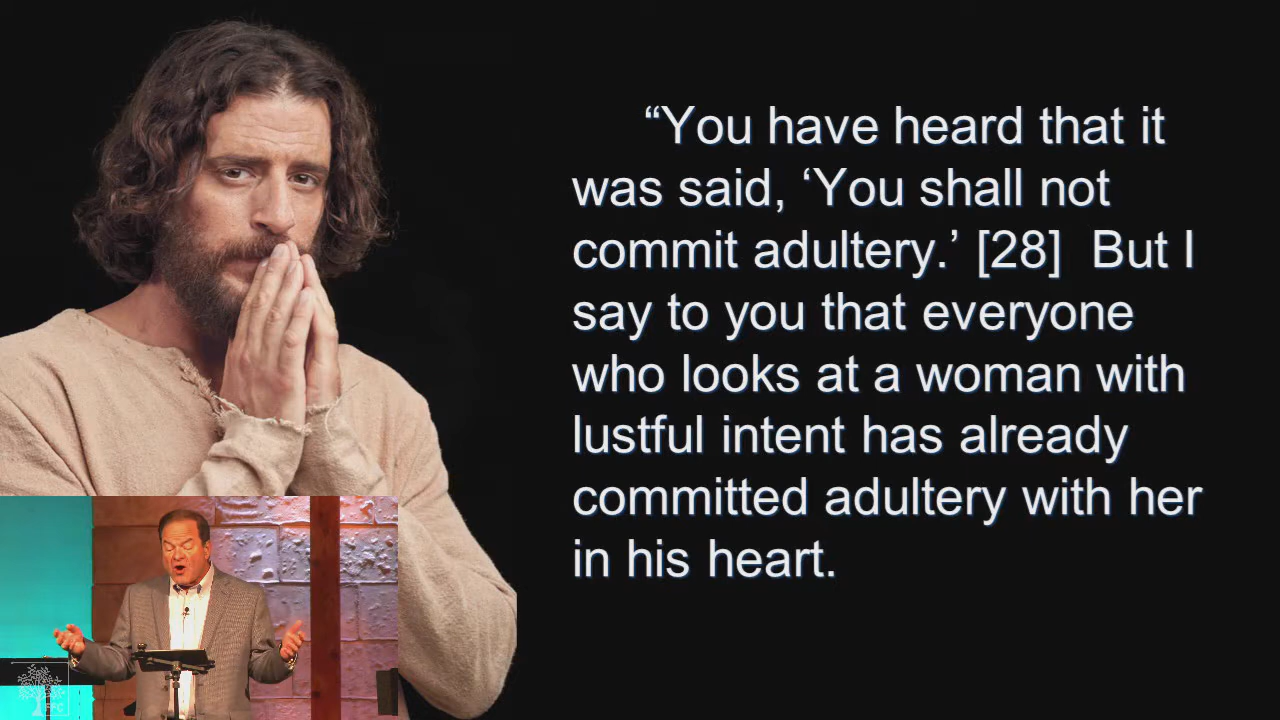 “You have heard that it
was said, ‘You shall not
commit adultery.’ [28]  But I
say to you that everyone
who looks at a woman with
lustful intent has already
committed adultery with her
in his heart.